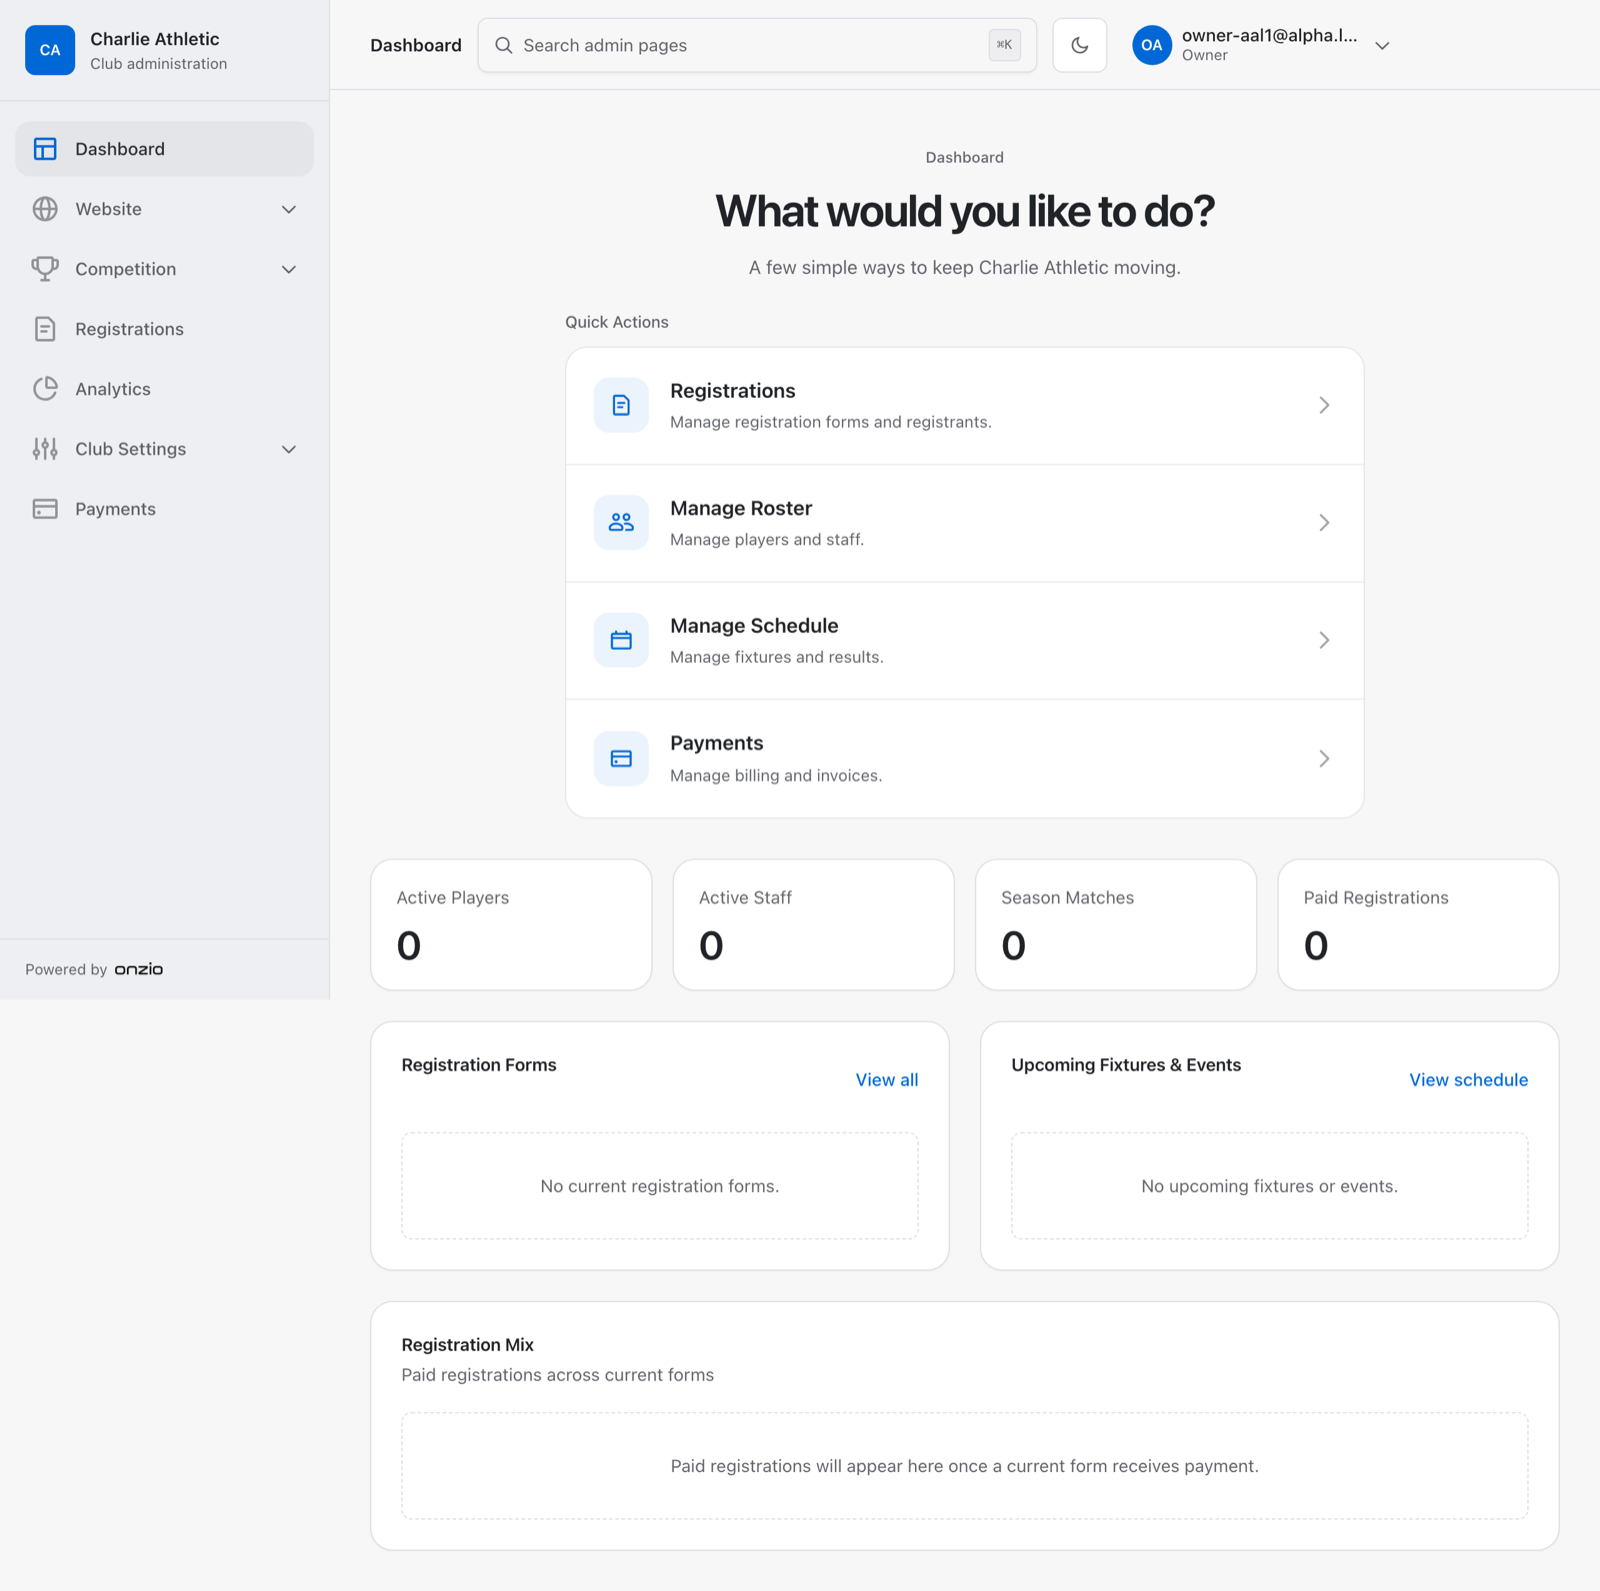 CA
Charlie Athletic
Club administration
Dashboard
Website
Competition
Registrations
Analytics
Club Settings
Payments
Powered by onzio
Dashboard
Search admin pages
⌘K
OA
owner-aal1@alpha.l...
Owner
Dashboard
What would you like to do?
A few simple ways to keep Charlie Athletic moving.
Quick Actions
Registrations
Manage registration forms and registrants.
Manage Roster
Manage players and staff.
Manage Schedule
Manage fixtures and results.
Payments
Manage billing and invoices.
Active Players
0
Active Staff
0
Season Matches
0
Paid Registrations
0
Registration Forms
View all
No current registration forms.
Upcoming Fixtures & Events
View schedule
No upcoming fixtures or events.
Registration Mix
Paid registrations across current forms
Paid registrations will appear here once a current form receives payment.